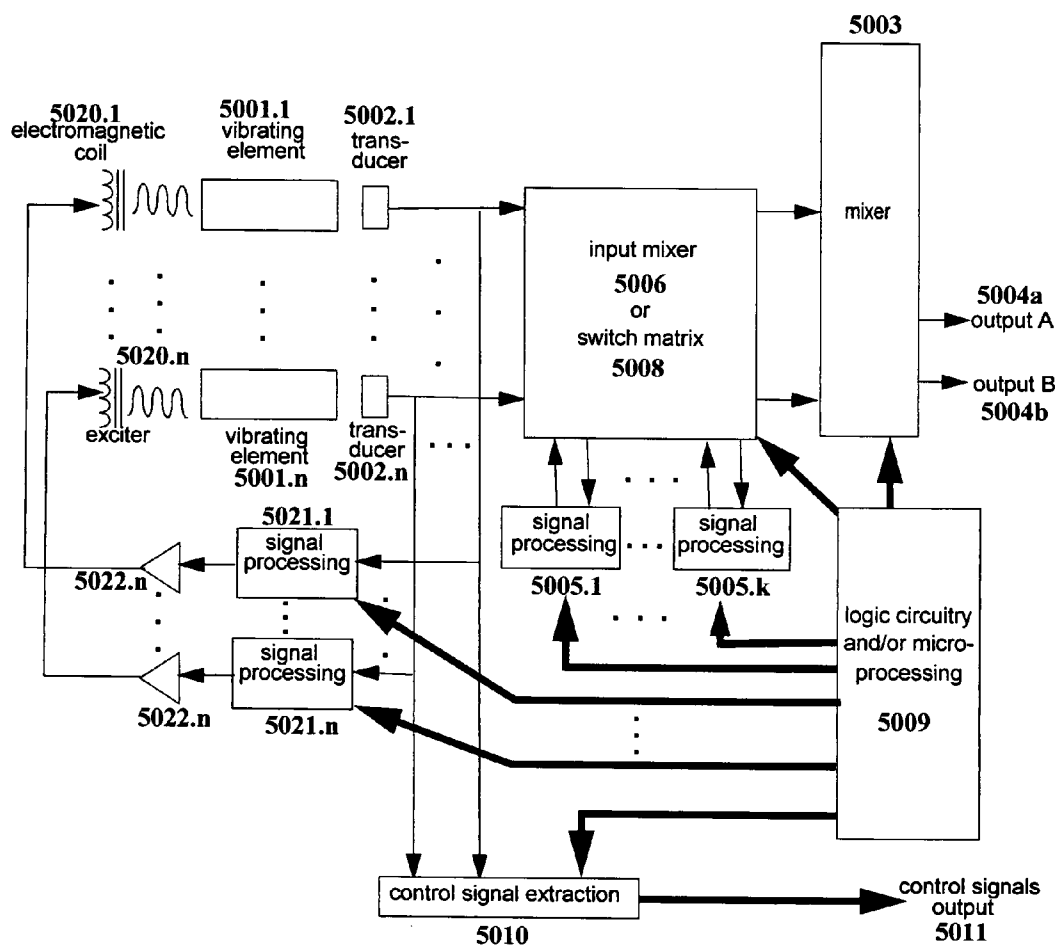 5003
5020.1
electromagnetic
coil
5001.1
vibrating
element
5002.1
trans-
ducer
mixer
input mixer
5006
or
switch matrix
5008
5004a
output A
output B
5004b
5020.n
exciter
vibrating
element
5001.n
trans-
ducer
5002.n
5021.1
signal
processing
5022.n
signal
processing
5005.1
signal
processing
5005.k
signal
processing
5022.n
5021.n
logic circuitry
and/or micro-
processing
5009
control signal extraction
5010
control signals
output
5011